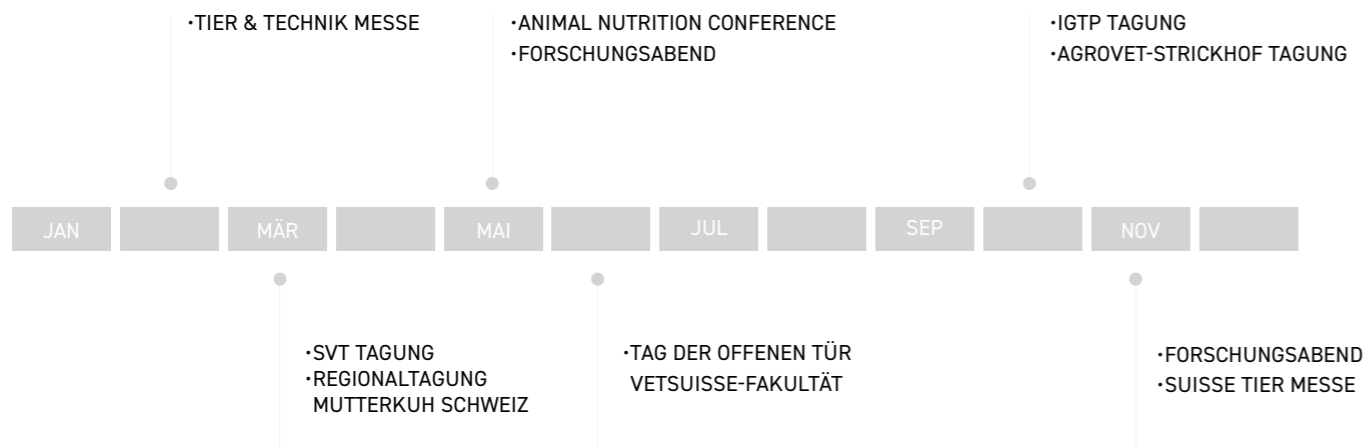 ·TIER & TECHNIK MESSE
·ANIMAL NUTRITION CONFERENCE
·FORSCHUNGSABEND
·IGTP TAGUNG
·AGROVET-STRICKHOF TAGUNG
JAN
MÄR
MAI
JUL
SEP
NOV
·SVT TAGUNG
·REGIONALTAGUNG
MUTTERKUH SCHWEIZ
·TAG DER OFFENEN TÜR
VETSUISSE-FAKULTÄT
·FORSCHUNGSABEND
·SUISSE TIER MESSE